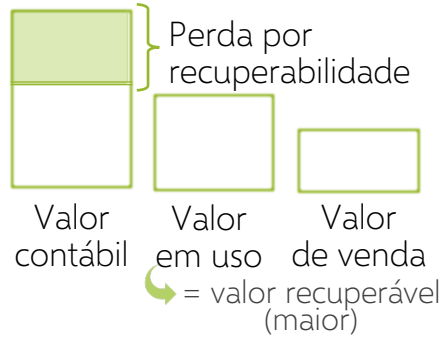 Perda por
recuperabilidade
Valor
contábil
Valor
em uso
Valor
de venda
= valor recuperável
(maior)